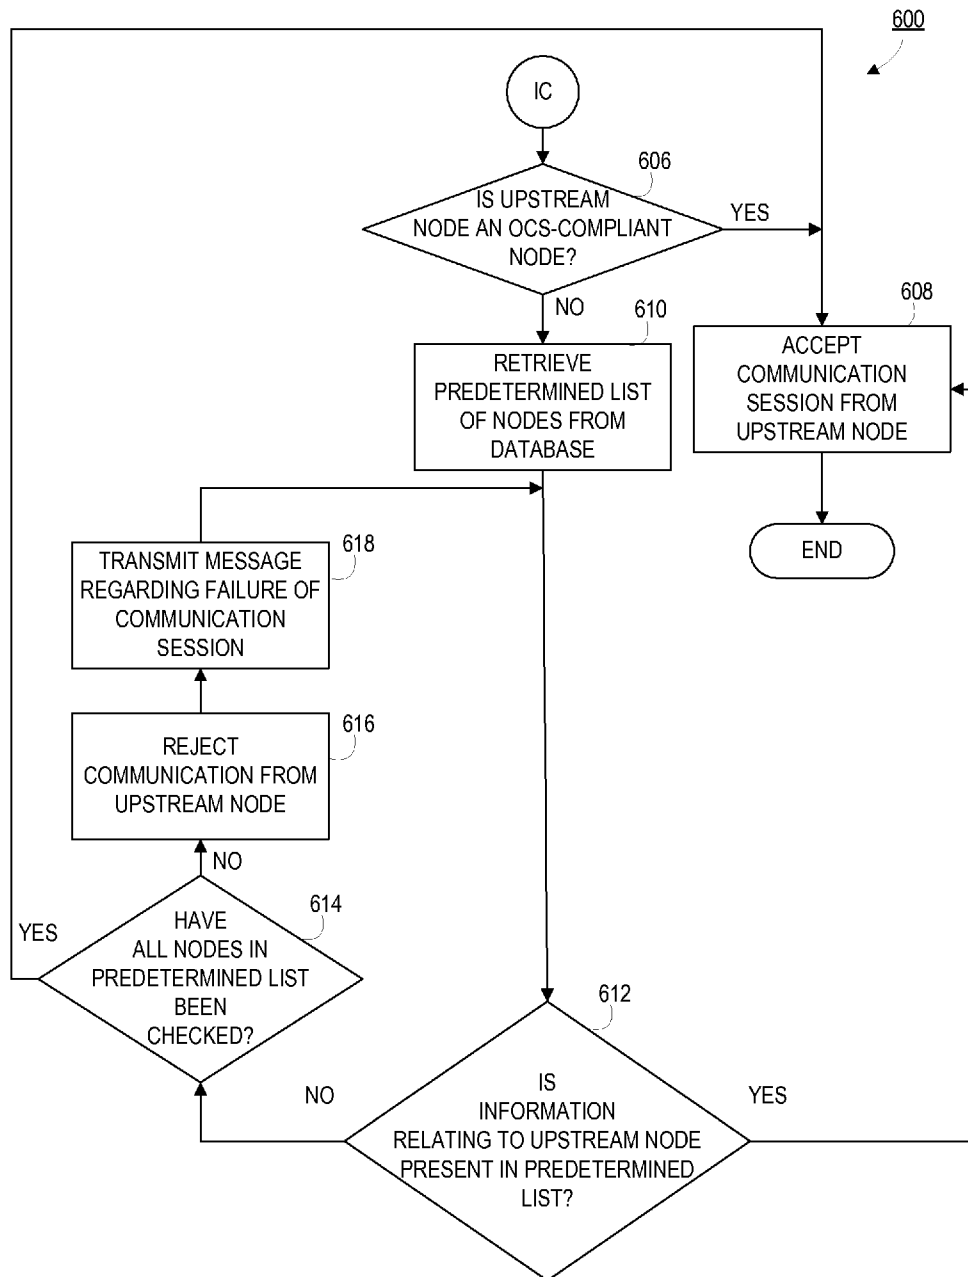 600
IC
606
IS UPSTREAM
NODE AN OCS-COMPLIANT
NODE?
YES
NO
610
608
RETRIEVE
PREDETERMINED LIST
OF NODES FROM
DATABASE
ACCEPT
COMMUNICATION
SESSION FROM
UPSTREAM NODE
END
618
TRANSMIT MESSAGE
REGARDING FAILURE OF
COMMUNICATION
SESSION
616
REJECT
COMMUNICATION FROM
UPSTREAM NODE
NO
614
YES
HAVE
ALL NODES IN
PREDETERMINED LIST
BEEN
CHECKED?
612
NO
YES
IS
INFORMATION
RELATING TO UPSTREAM NODE
PRESENT IN PREDETERMINED
LIST?